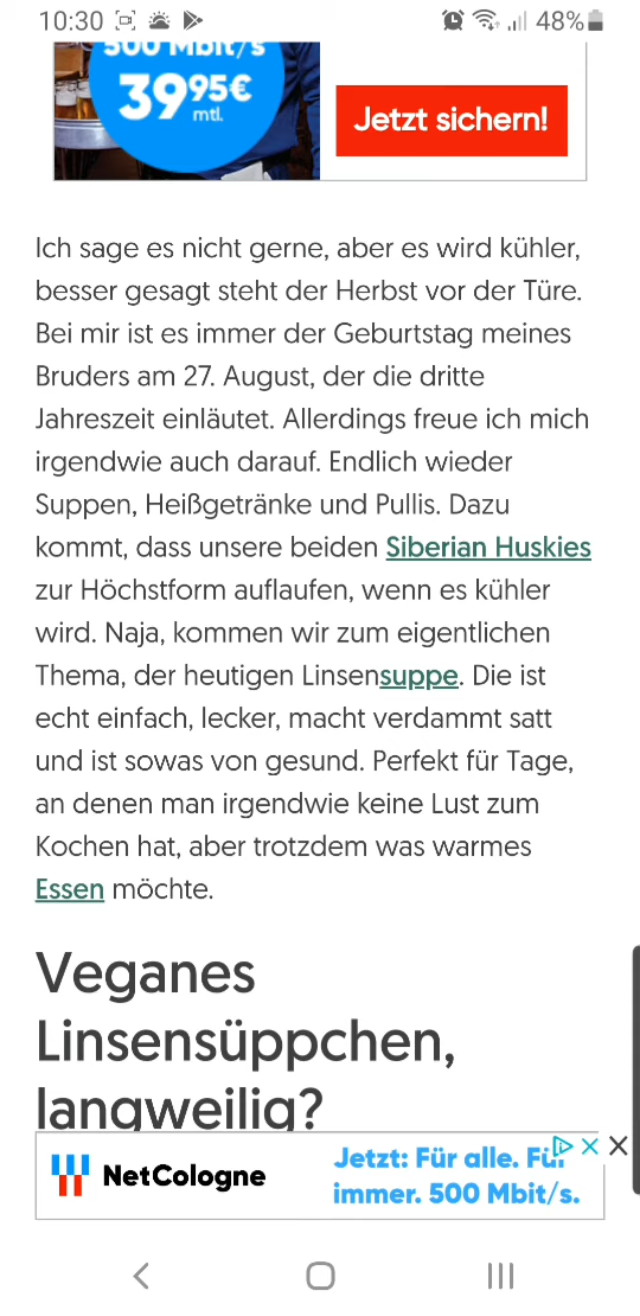 10:30 48%
500 Mbit/s
3995€
mtl.
Jetzt sichern!
Ich sage es nicht gerne, aber es wird kühler,
besser gesagt steht der Herbst vor der Türe.
Bei mir ist es immer der Geburtstag meines
Bruders am 27. August, der die dritte
Jahreszeit einläutet. Allerdings freue ich mich
irgendwie auch darauf. Endlich wieder
Suppen, Heißgetränke und Pullis. Dazu
kommt, dass unsere beiden Siberian Huskies
zur Höchstform auflaufen, wenn es kühler
wird. Naja, kommen wir zum eigentlichen
Thema, der heutigen Linsensuppe. Die ist
echt einfach, lecker, macht verdammt satt
und ist sowas von gesund. Perfekt für Tage,
an denen man irgendwie keine Lust zum
Kochen hat, aber trotzdem was warmes
Essen möchte.
Veganes
Linsensüppchen,
langweilig?
NetCologne
Jetzt: Für alle. Für
immer. 500 Mbit/s.